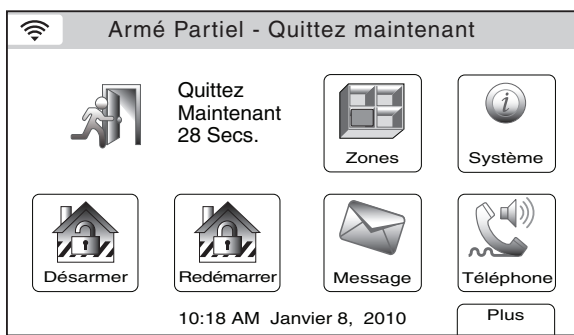 Armé Partiel - Quittez maintenant
Quittez
Maintenant
28 Secs.
Zones
Système
Désarmer
Redémarrer
Message
Téléphone
10:18 AM Janvier 8, 2010
Plus